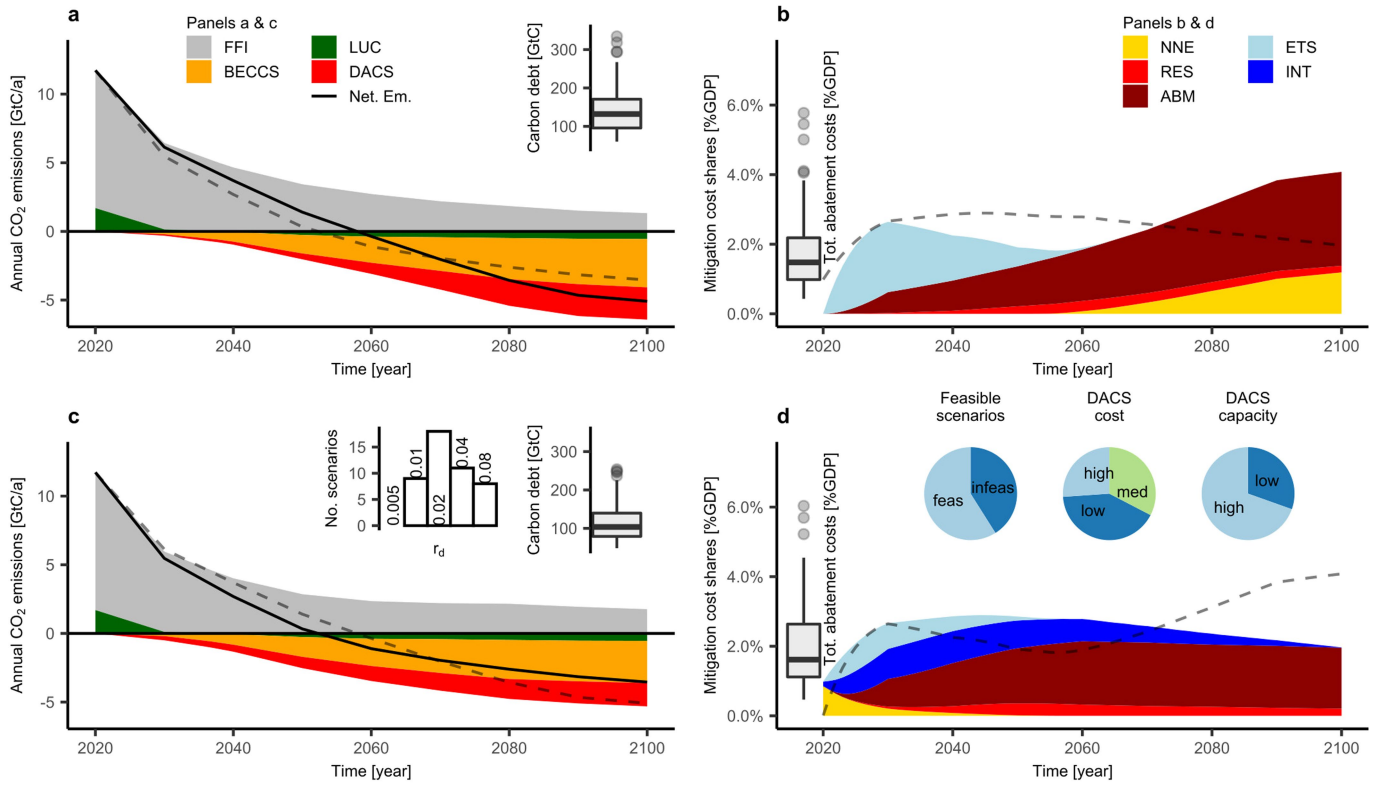 a
Panels a & c
FFI
LUC
BECCS
DACS
Net. Em.
Annual CO2 emissions [GtC/a]
10
5
0
-5
2020
2040
2060
2080
2100
Time [year]
Carbon debt [GtC]
300
200
100
b
Panels b & d
NNE
ETS
RES
INT
ABM
Mitigation cost shares [%GDP]
6.0%
4.0%
2.0%
0.0%
Tot. abatement costs [%GDP]
2020
2040
2060
2080
2100
Time [year]
c
Annual CO2 emissions [GtC/a]
10
5
0
-5
2020
2040
2060
2080
2100
Time [year]
No. scenarios
15
10
5
0
0.005
0.01
0.02
0.04
0.08
rd
Carbon debt [GtC]
300
200
100
d
Feasible
scenarios
feas
infeas
DACS
cost
high
med
low
DACS
capacity
low
high
Mitigation cost shares [%GDP]
6.0%
4.0%
2.0%
0.0%
Tot. abatement costs [%GDP]
2020
2040
2060
2080
2100
Time [year]